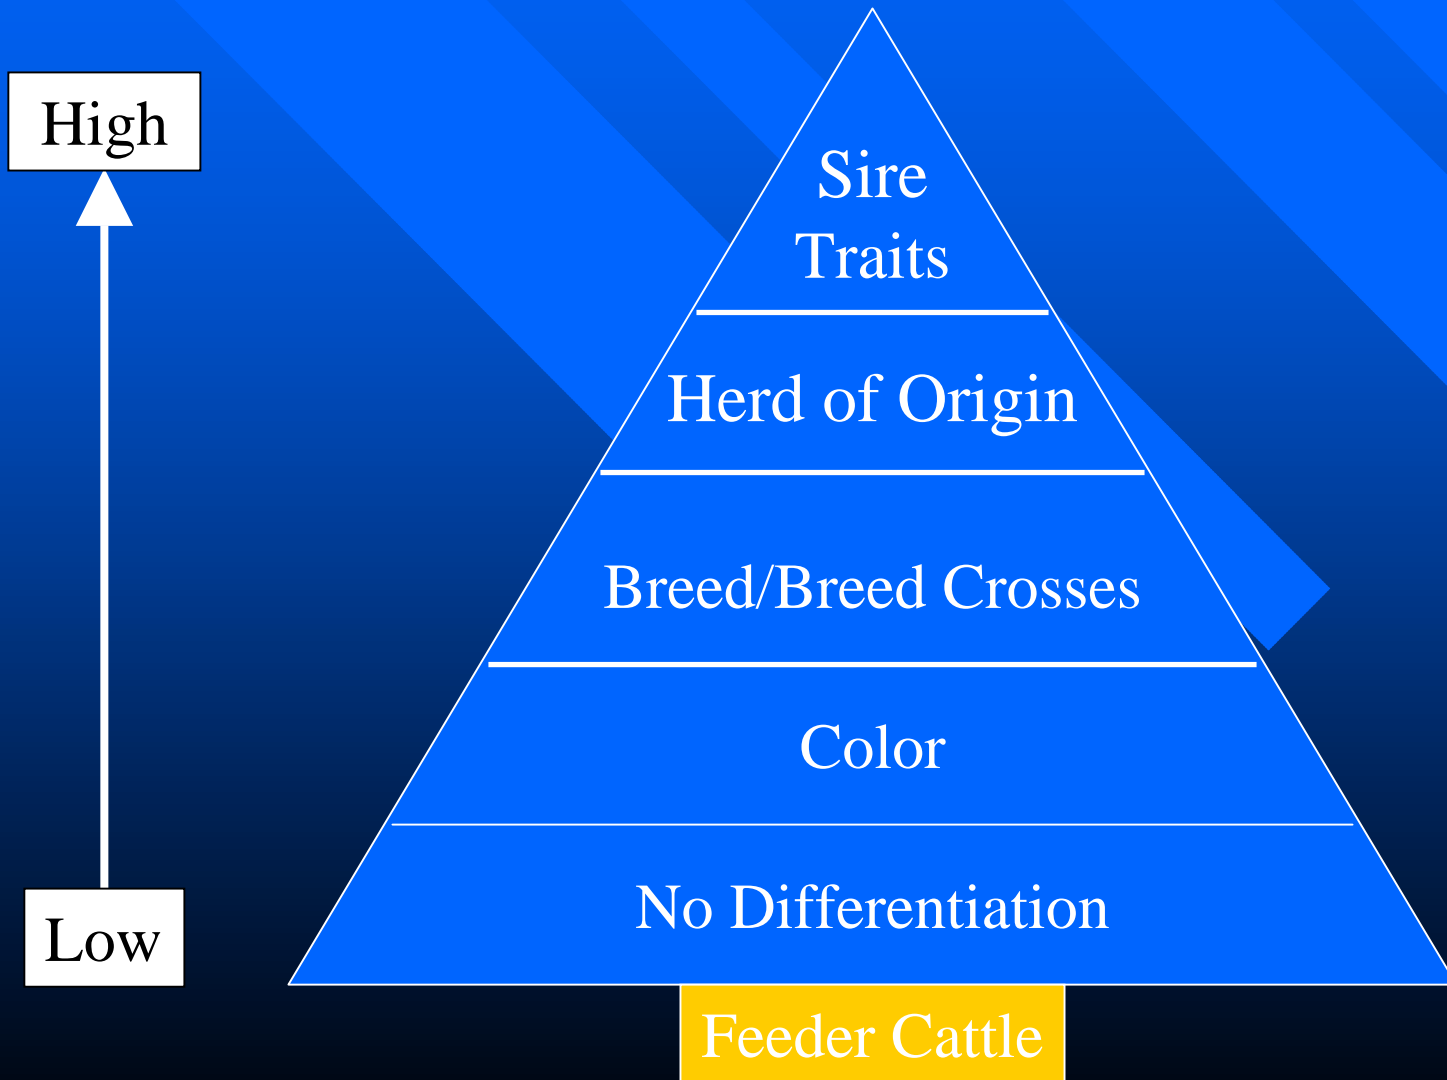 High
Sire
Traits
Herd of Origin
Breed/Breed Crosses
Color
No Differentiation
Low
Feeder Cattle